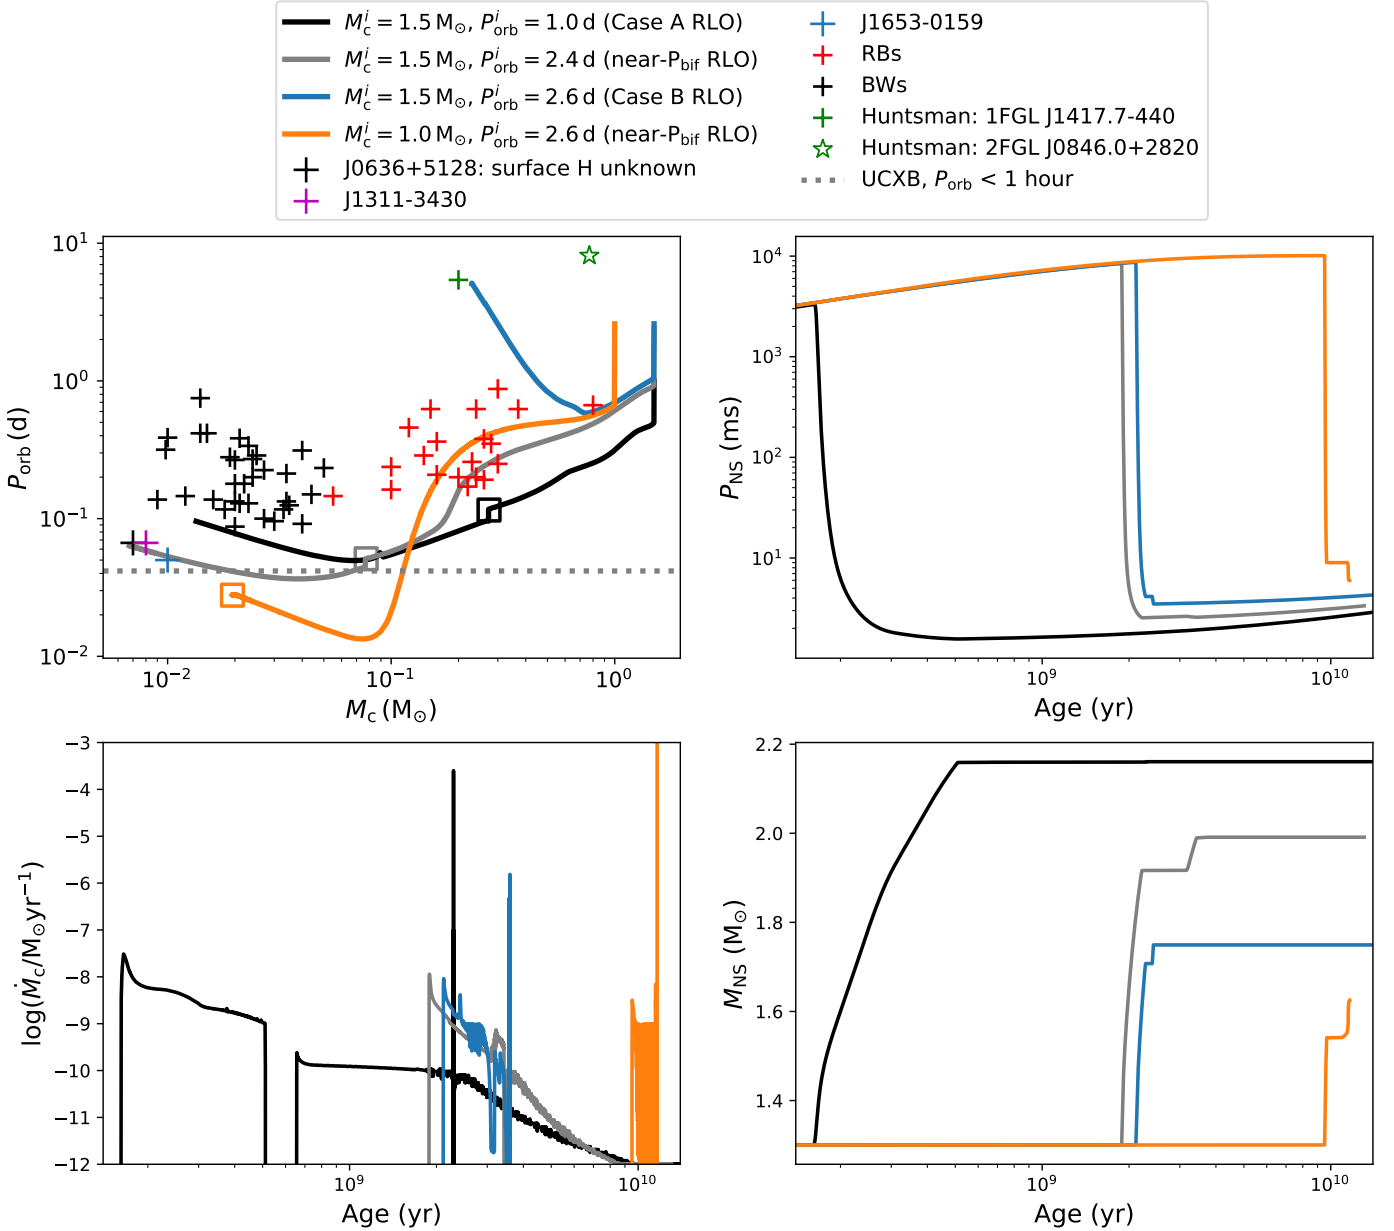 M_c^i = 1.5 M_⊙, P_orb^i = 1.0 d (Case A RLO)
M_c^i = 1.5 M_⊙, P_orb^i = 2.4 d (near-P_bif RLO)
M_c^i = 1.5 M_⊙, P_orb^i = 2.6 d (Case B RLO)
M_c^i = 1.0 M_⊙, P_orb^i = 2.6 d (near-P_bif RLO)
J0636+5128: surface H unknown
J1311-3430
J1653-0159
RBs
BWs
Huntsman: 1FGL J1417.7-440
Huntsman: 2FGL J0846.0+2820
UCXB, P_orb < 1 hour
P_orb (d)
10^1
10^0
10^−1
10^−2
10^−2
10^−1
10^0
M_c (M_⊙)
P_NS (ms)
10^4
10^3
10^2
10^1
10^9
10^10
Age (yr)
log(Ṁ_c/M_⊙yr^−1)
−3
−4
−5
−6
−7
−8
−9
−10
−11
−12
10^9
10^10
Age (yr)
M_NS (M_⊙)
2.2
2.0
1.8
1.6
1.4
10^9
10^10
Age (yr)